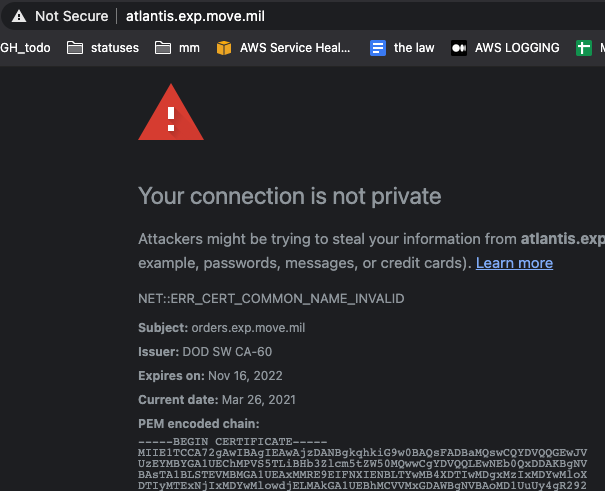 Not Secure | atlantis.exp.move.mil
GH_todo statuses mm AWS Service Heal... the law AWS LOGGING
Your connection is not private
Attackers might be trying to steal your information from atlantis.exp
example, passwords, messages, or credit cards). Learn more
NET::ERR_CERT_COMMON_NAME_INVALID
Subject: orders.exp.move.mil
Issuer: DOD SW CA-60
Expires on: Nov 16, 2022
Current date: Mar 26, 2021
PEM encoded chain:
-----BEGIN CERTIFICATE-----
MIIE1TCCA72gAwIBAgIEAwAjzDANBgkqhkiG9w0BAQsFADBaMQswCQYDVQQGEwJV
UzEYMBYGA1UEChMPVS5TLiBHb3Zlcm5tZW50MQwwCgYDVQQLEwNEb0QxDDAKBgNV
BAsTA1BLSTEVMBMGA1UEAxMMRE9EIFNXIENBLTYwMB4XDTIwMDgxMzIxMDYwMloX
DTIyMTExNjIxMDYwMlowdjELMAkGA1UEBhMCVVMxGDAWBgNVBAoMD1UuUy4gR292